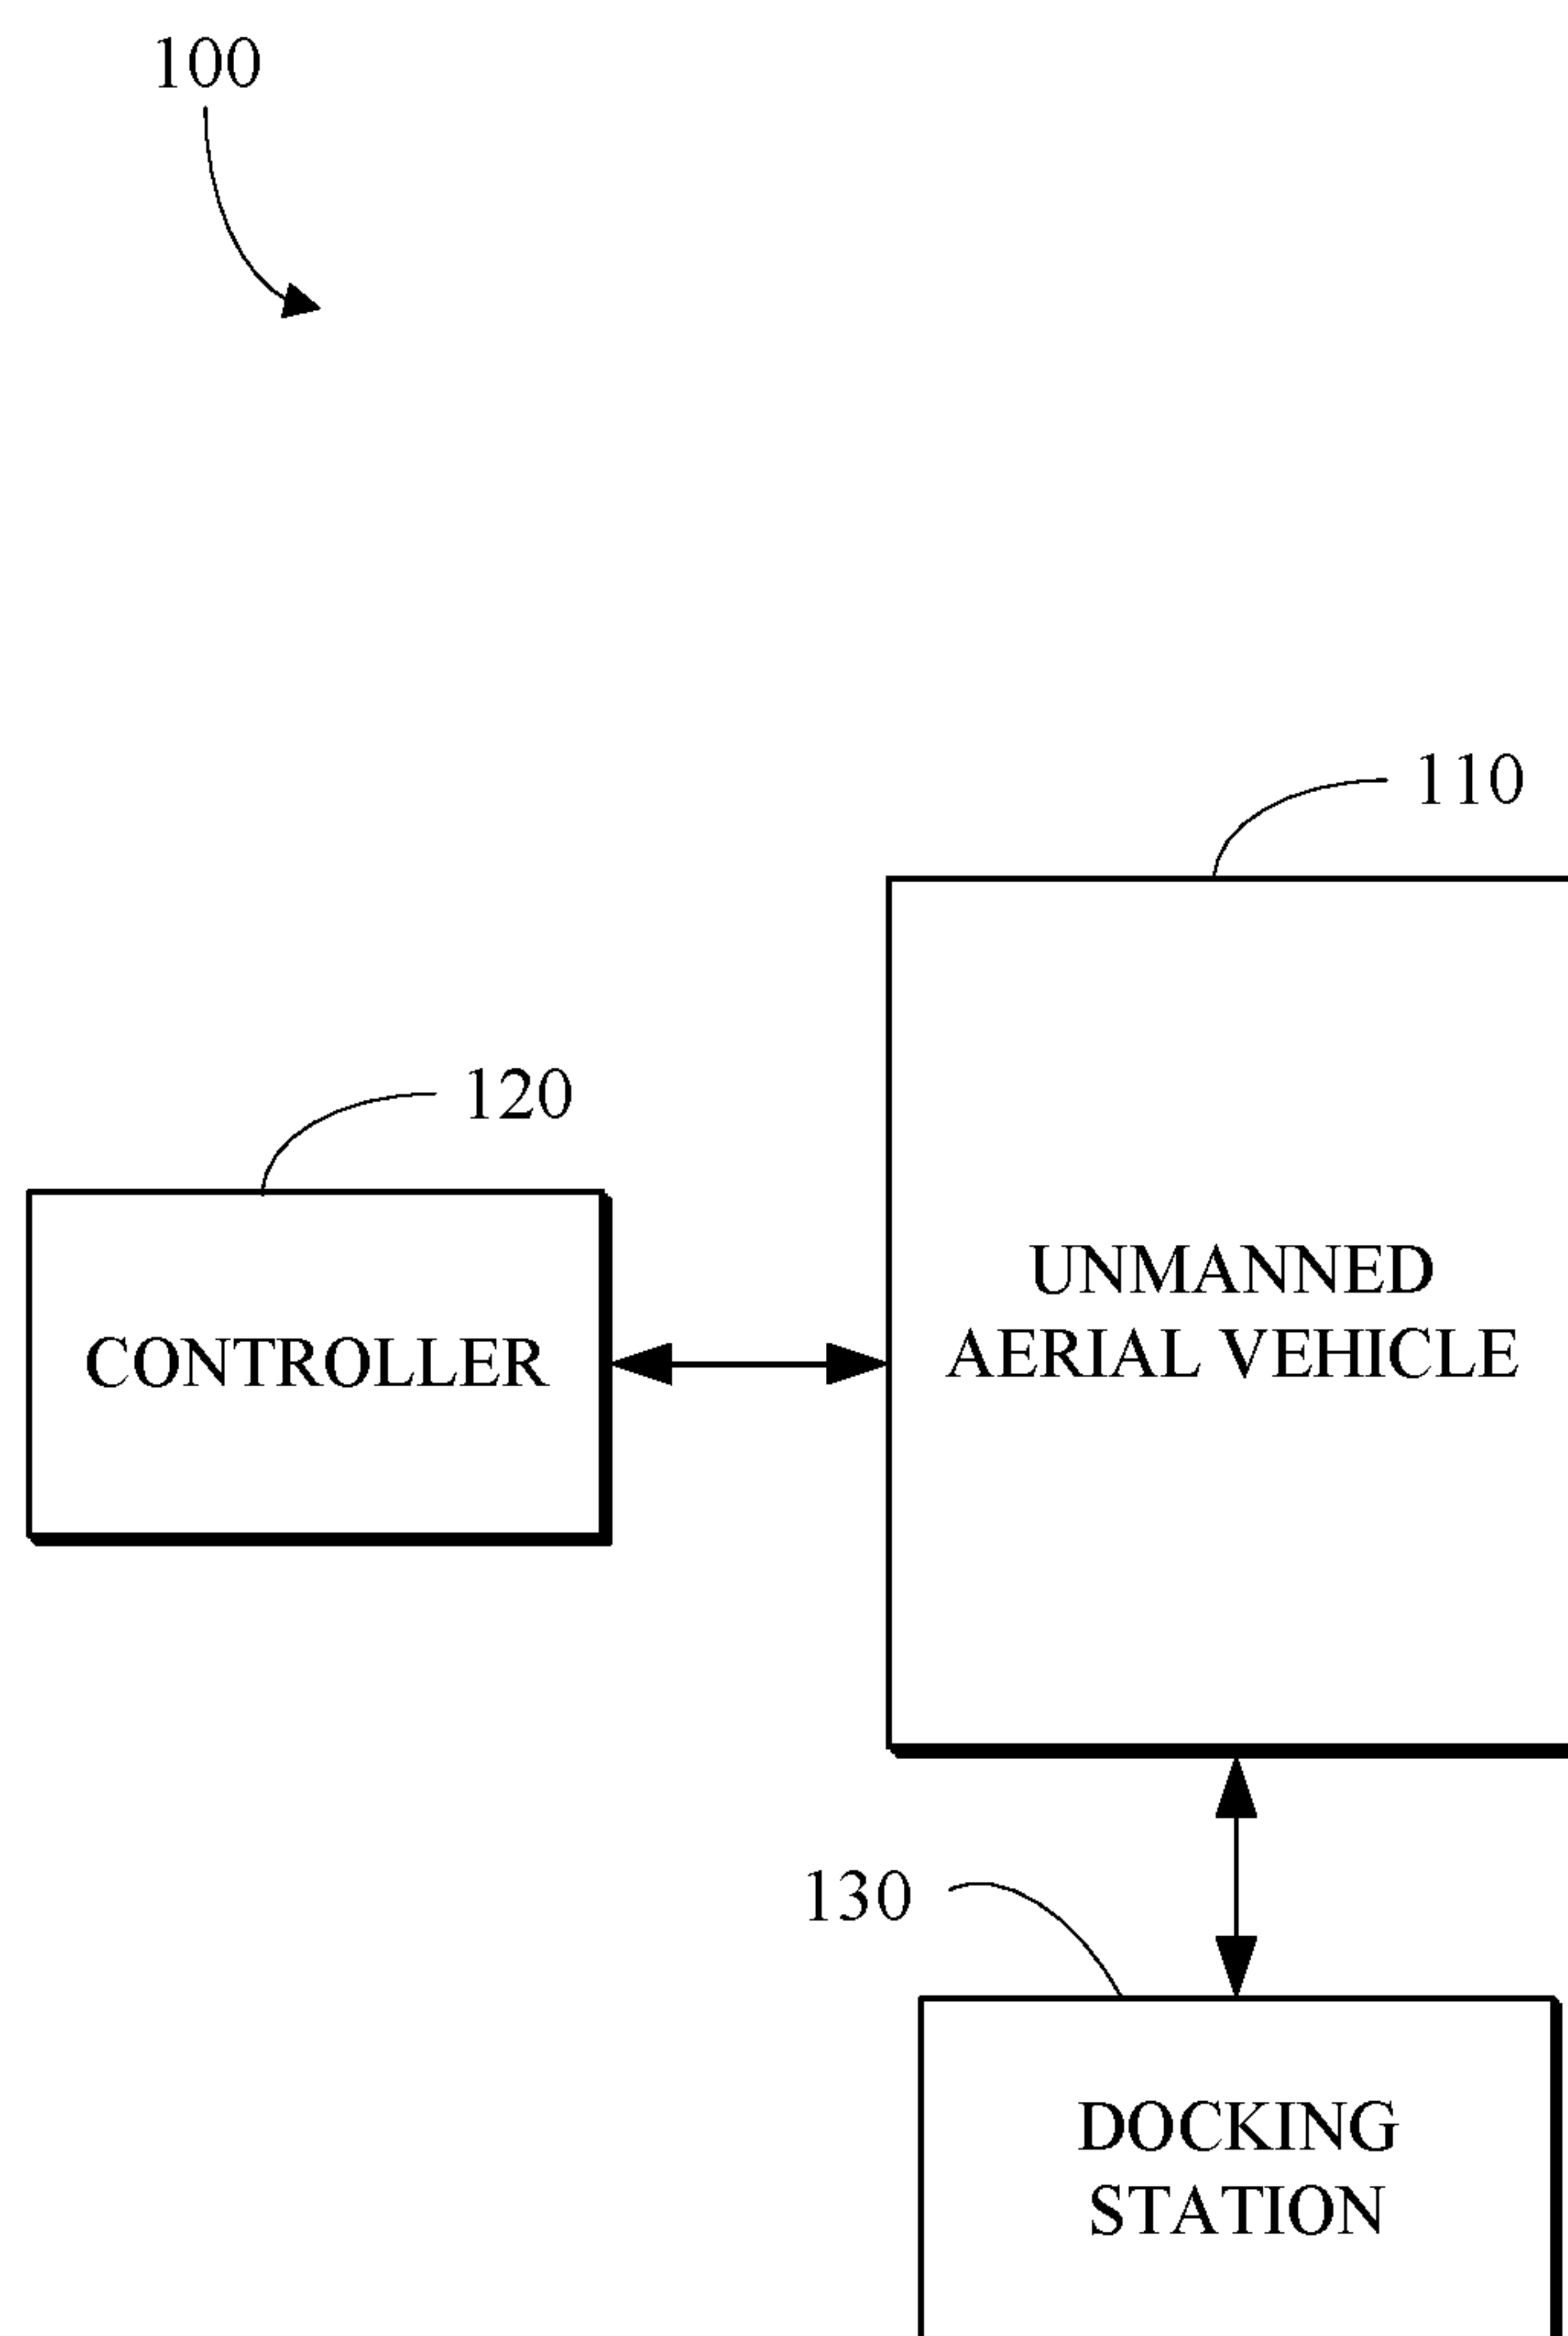 100
110
120
UNMANNED
AERIAL VEHICLE
CONTROLLER
130
DOCKING
STATION